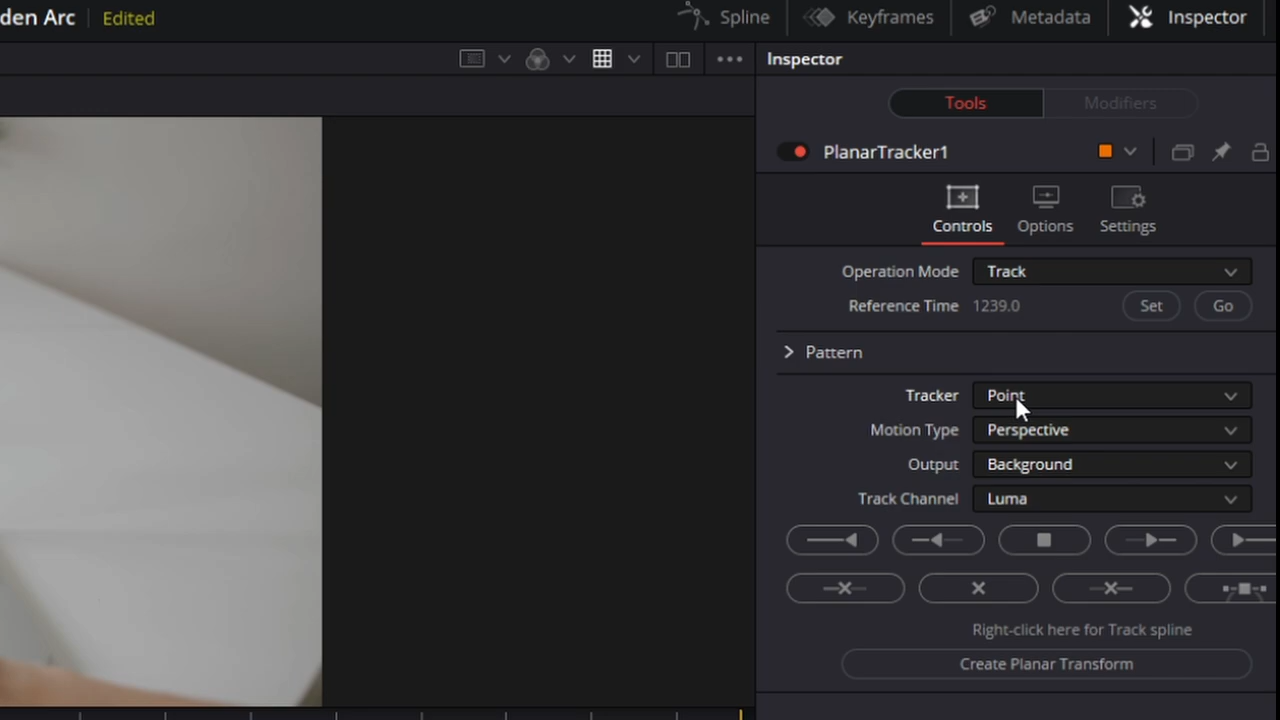 den Arc Edited Spline Keyframes Metadata Inspector
Inspector
Tools Modifiers
PlanarTracker1
Controls Options Settings
Operation Mode Track
Reference Time 1239.0 Set Go
Pattern
Tracker Point
Motion Type Perspective
Output Background
Track Channel Luma
Right-click here for Track spline
Create Planar Transform